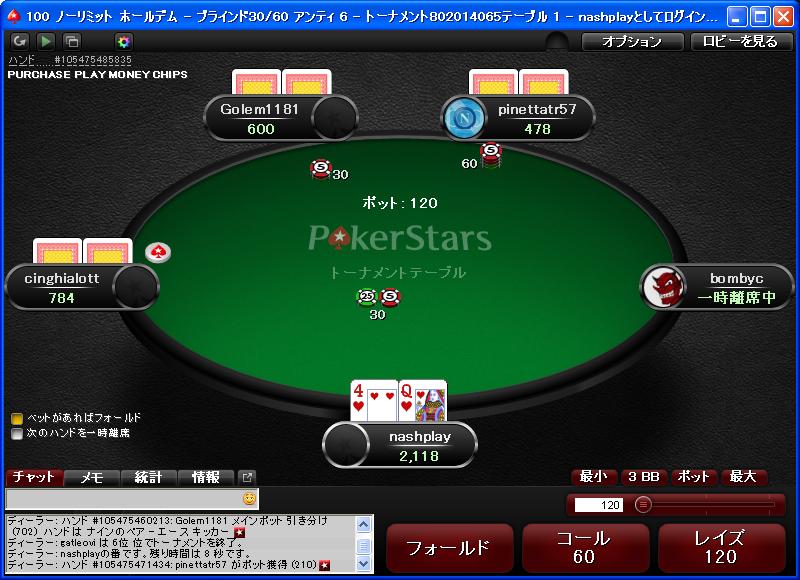 100 ノーリミット ホールデム - ブラインド30/60 アンティ 6 - トーナメント802014065テーブル 1 - nashplayとしてログイン...
オプション
ロビーを見る
ハンド #105475485835
PURCHASE PLAY MONEY CHIPS
Golem1181
600
pinettatr57
478
5
30
60
5
ポット: 120
PokerStars
トーナメントテーブル
cinghialott
784
bombyc
一時離席中
25
5
30
4
Q
nashplay
2,118
ベットがあればフォールド
次のハンドを一時離席
チャット
メモ
統計
情報
最小
3 BB
ポット
最大
120
ディーラー: ハンド #105475460213: Golem1181 メインポット 引き分け
(702) ハンドは ナインのペア - エース キッカー
ディーラー: satleovi は 6位 位でトーナメントを終了。
ディーラー: nashplayの番です。残り時間は 8 秒です。
ディーラー: ハンド #105475471434: pinettatr57 がポット獲得 (210)
フォールド
コール
60
レイズ
120